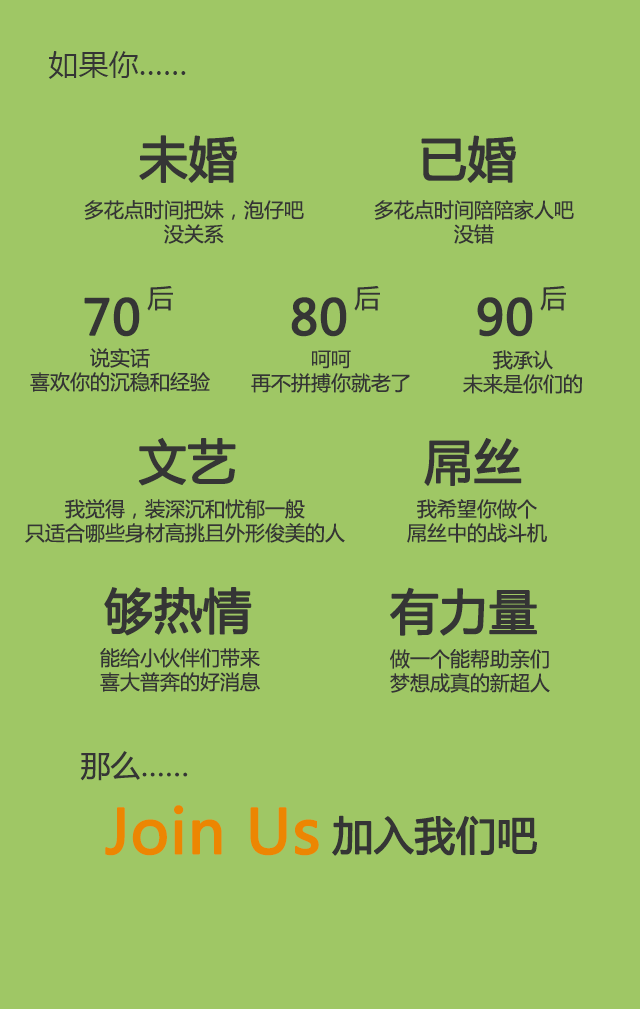 如果你......
未婚
多花点时间把妹，泡仔吧
没关系
已婚
多花点时间陪陪家人吧
没错
70后
说实话
喜欢你的沉稳和经验
80后
呵呵
再不拼搏你就老了
90后
我承认
未来是你们的
文艺
我觉得，装深沉和忧郁一般
只适合哪些身材高挑且外形俊美的人
屌丝
我希望你做个
屌丝中的战斗机
够热情
能给小伙伴们带来
喜大普奔的好消息
有力量
做一个能帮助亲们
梦想成真的新超人
那么......
Join Us 加入我们吧